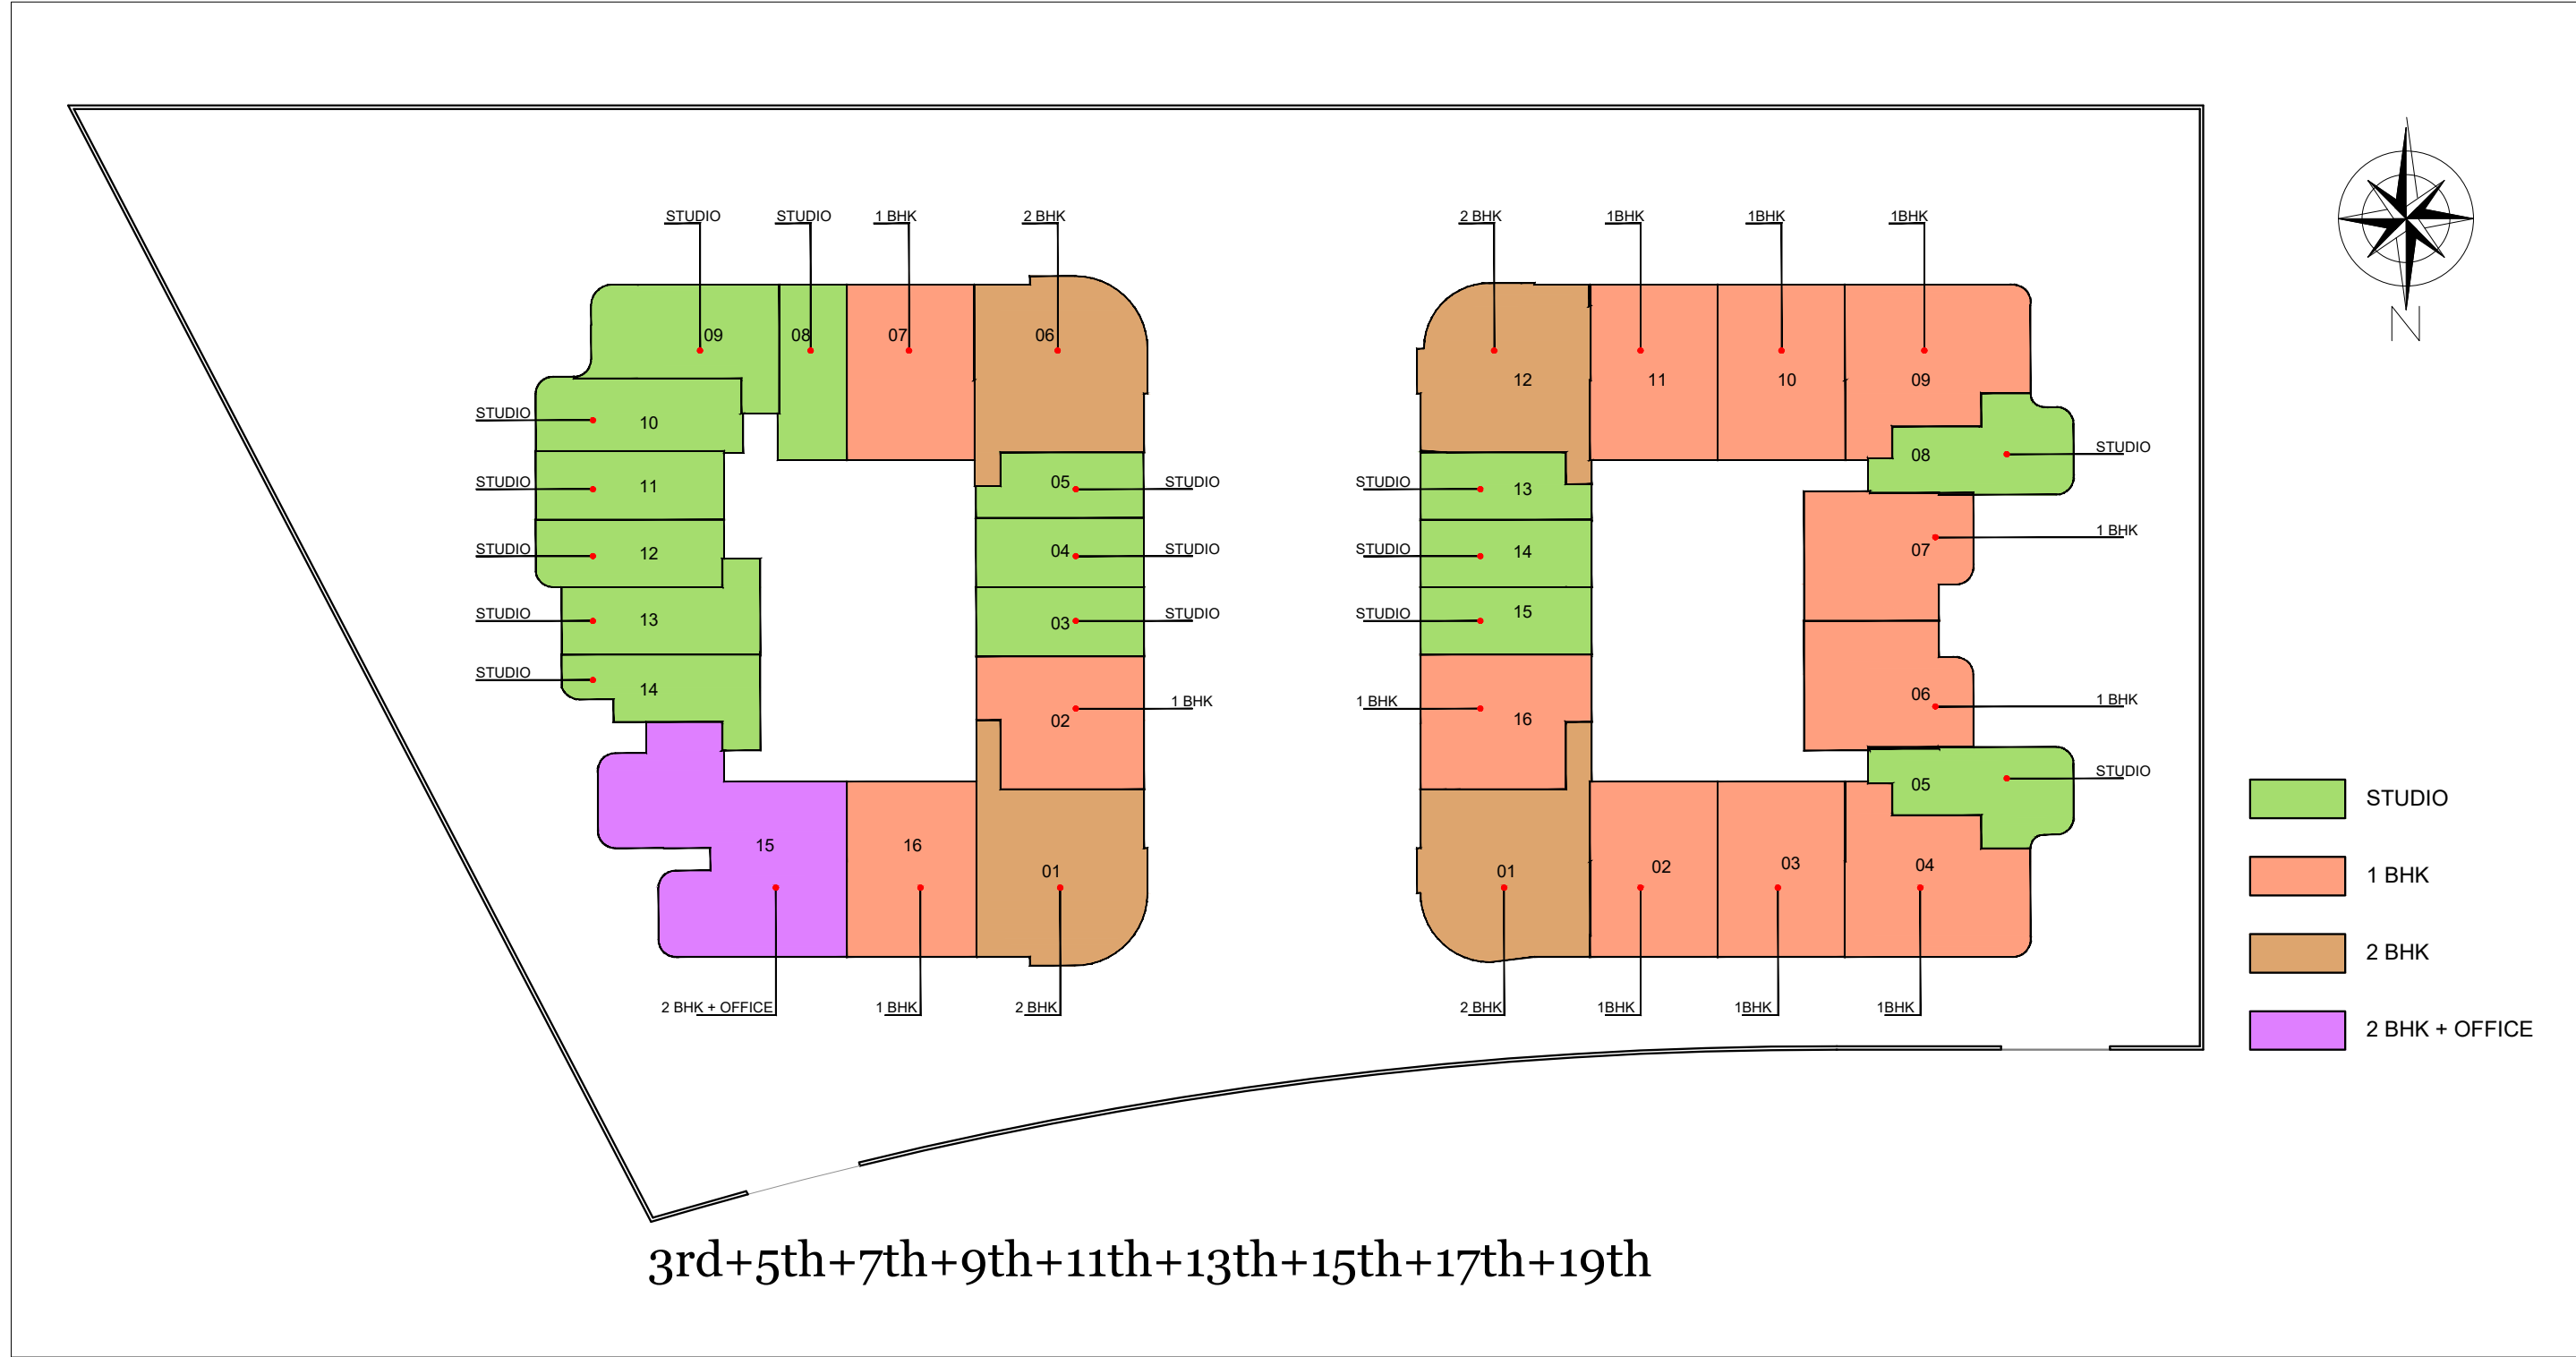 STUDIO STUDIO 1 BHK 2 BHK 2 BHK 1BHK 1BHK 1BHK
09 08 07 06
12 11 10 09
N
STUDIO 10
08 STUDIO
STUDIO 11 05 STUDIO STUDIO 13
1 BHK
07
STUDIO 12 04 STUDIO STUDIO 14
STUDIO 13 03 STUDIO STUDIO 15
STUDIO 14
06 1 BHK
02 1 BHK 1 BHK 16
05 STUDIO
15 16 01 01 02 03 04
2 BHK + OFFICE 1 BHK 2 BHK 2 BHK 1BHK 1BHK 1BHK
STUDIO
1 BHK
2 BHK
2 BHK + OFFICE
3rd+5th+7th+9th+11th+13th+15th+17th+19th